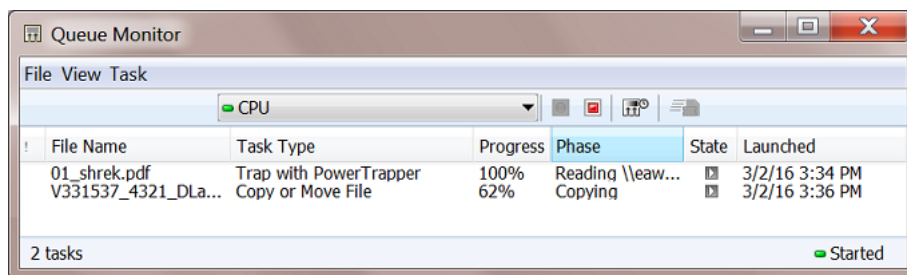 Queue Monitor
File View Task
CPU
! File Name Task Type Progress Phase State Launched
01_shrek.pdf Trap with PowerTrapper 100% Reading \\eaw... 3/2/16 3:34 PM
V331537_4321_DLa... Copy or Move File 62% Copying 3/2/16 3:36 PM
2 tasks Started